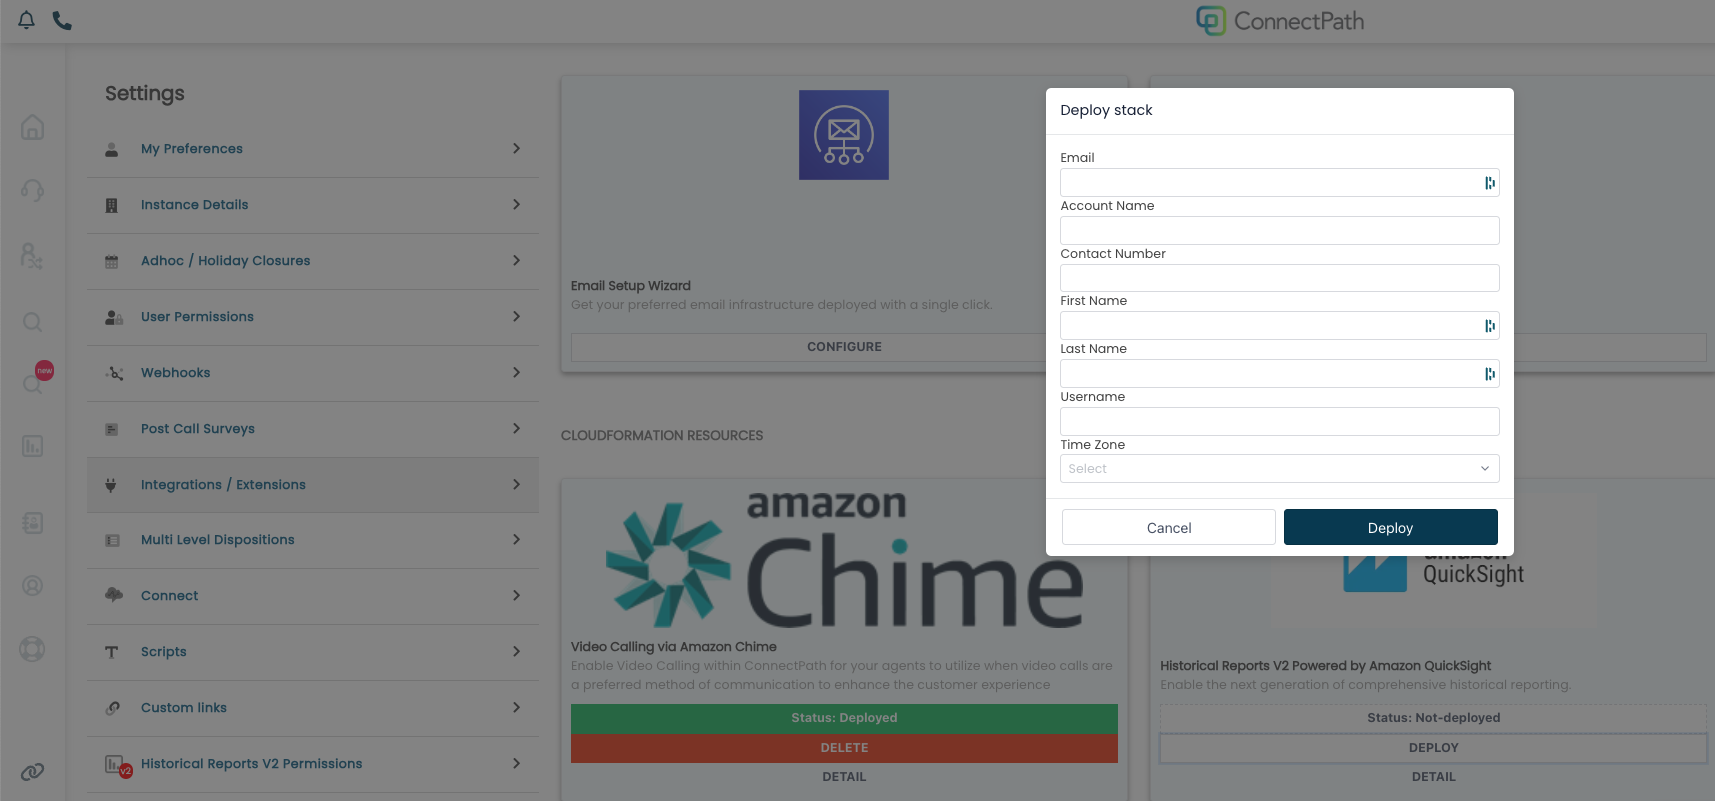 ConnectPath
Settings
My Preferences
Instance Details
Adhoc / Holiday Closures
User Permissions
Webhooks
new
Post Call Surveys
Integrations / Extensions
Multi Level Dispositions
Connect
Scripts
Custom links
v2
Historical Reports V2 Permissions
Email Setup Wizard
Get your preferred email infrastructure deployed with a single click.
CONFIGURE
CLOUDFORMATION RESOURCES
amazon
Chime
Video Calling via Amazon Chime
Enable Video Calling within ConnectPath for your agents to utilize when video calls are
a preferred method of communication to enhance the customer experience
Status: Deployed
DELETE
DETAIL
Deploy stack
Email
Account Name
Contact Number
First Name
Last Name
Username
Time Zone
Select
Cancel
Deploy
QuickSight
Historical Reports V2 Powered by Amazon QuickSight
Enable the next generation of comprehensive historical reporting.
Status: Not-deployed
DEPLOY
DETAIL